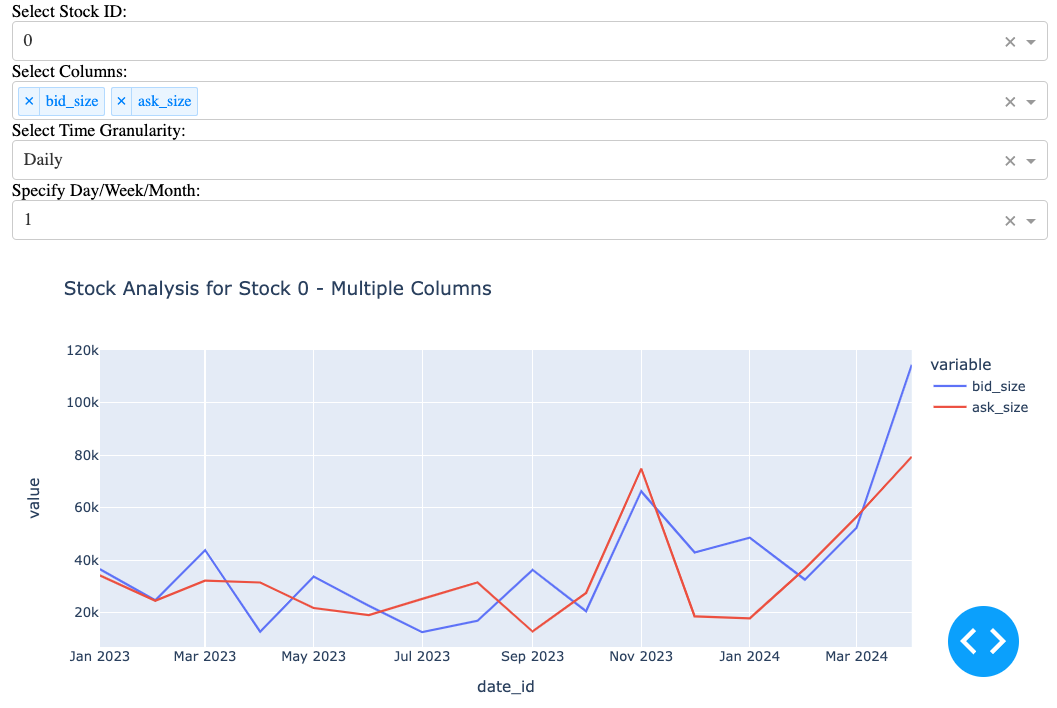 Select Stock ID:
0
Select Columns:
× bid_size × ask_size
Select Time Granularity:
Daily
Specify Day/Week/Month:
1
Stock Analysis for Stock 0 - Multiple Columns
120k
100k
80k
60k
40k
20k
value
Jan 2023 Mar 2023 May 2023 Jul 2023 Sep 2023 Nov 2023 Jan 2024 Mar 2024
date_id
variable
bid_size
ask_size